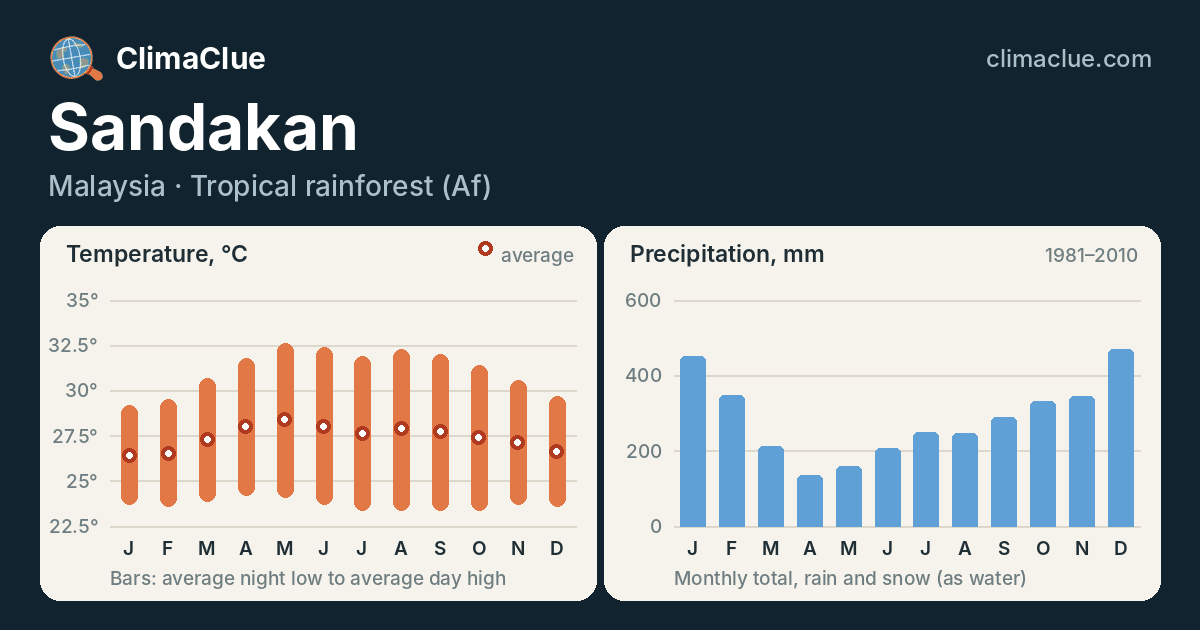 ClimaClue
climaclue.com
Sandakan
Malaysia · Tropical rainforest (Af)
Temperature, °C
average
35°
32.5°
30°
27.5°
25°
22.5°
J F M A M J J A S O N D
Bars: average night low to average day high
Precipitation, mm
1981–2010
600
400
200
0
J F M A M J J A S O N D
Monthly total, rain and snow (as water)